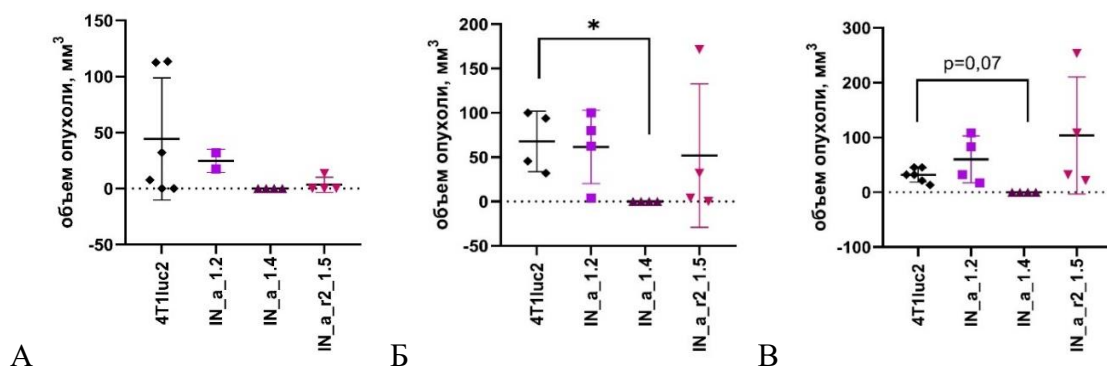 объем опухоли, мм³
150
100
50
0
-50
4T1luc2
IN_a_1.2
IN_a_1.4
IN_a_r2_1.5
А
объем опухоли, мм³
200
150
100
50
0
-50
*
4T1luc2
IN_a_1.2
IN_a_1.4
IN_a_r2_1.5
Б
объем опухоли, мм³
300
200
100
0
-100
p=0,07
4T1luc2
IN_a_1.2
IN_a_1.4
IN_a_r2_1.5
В